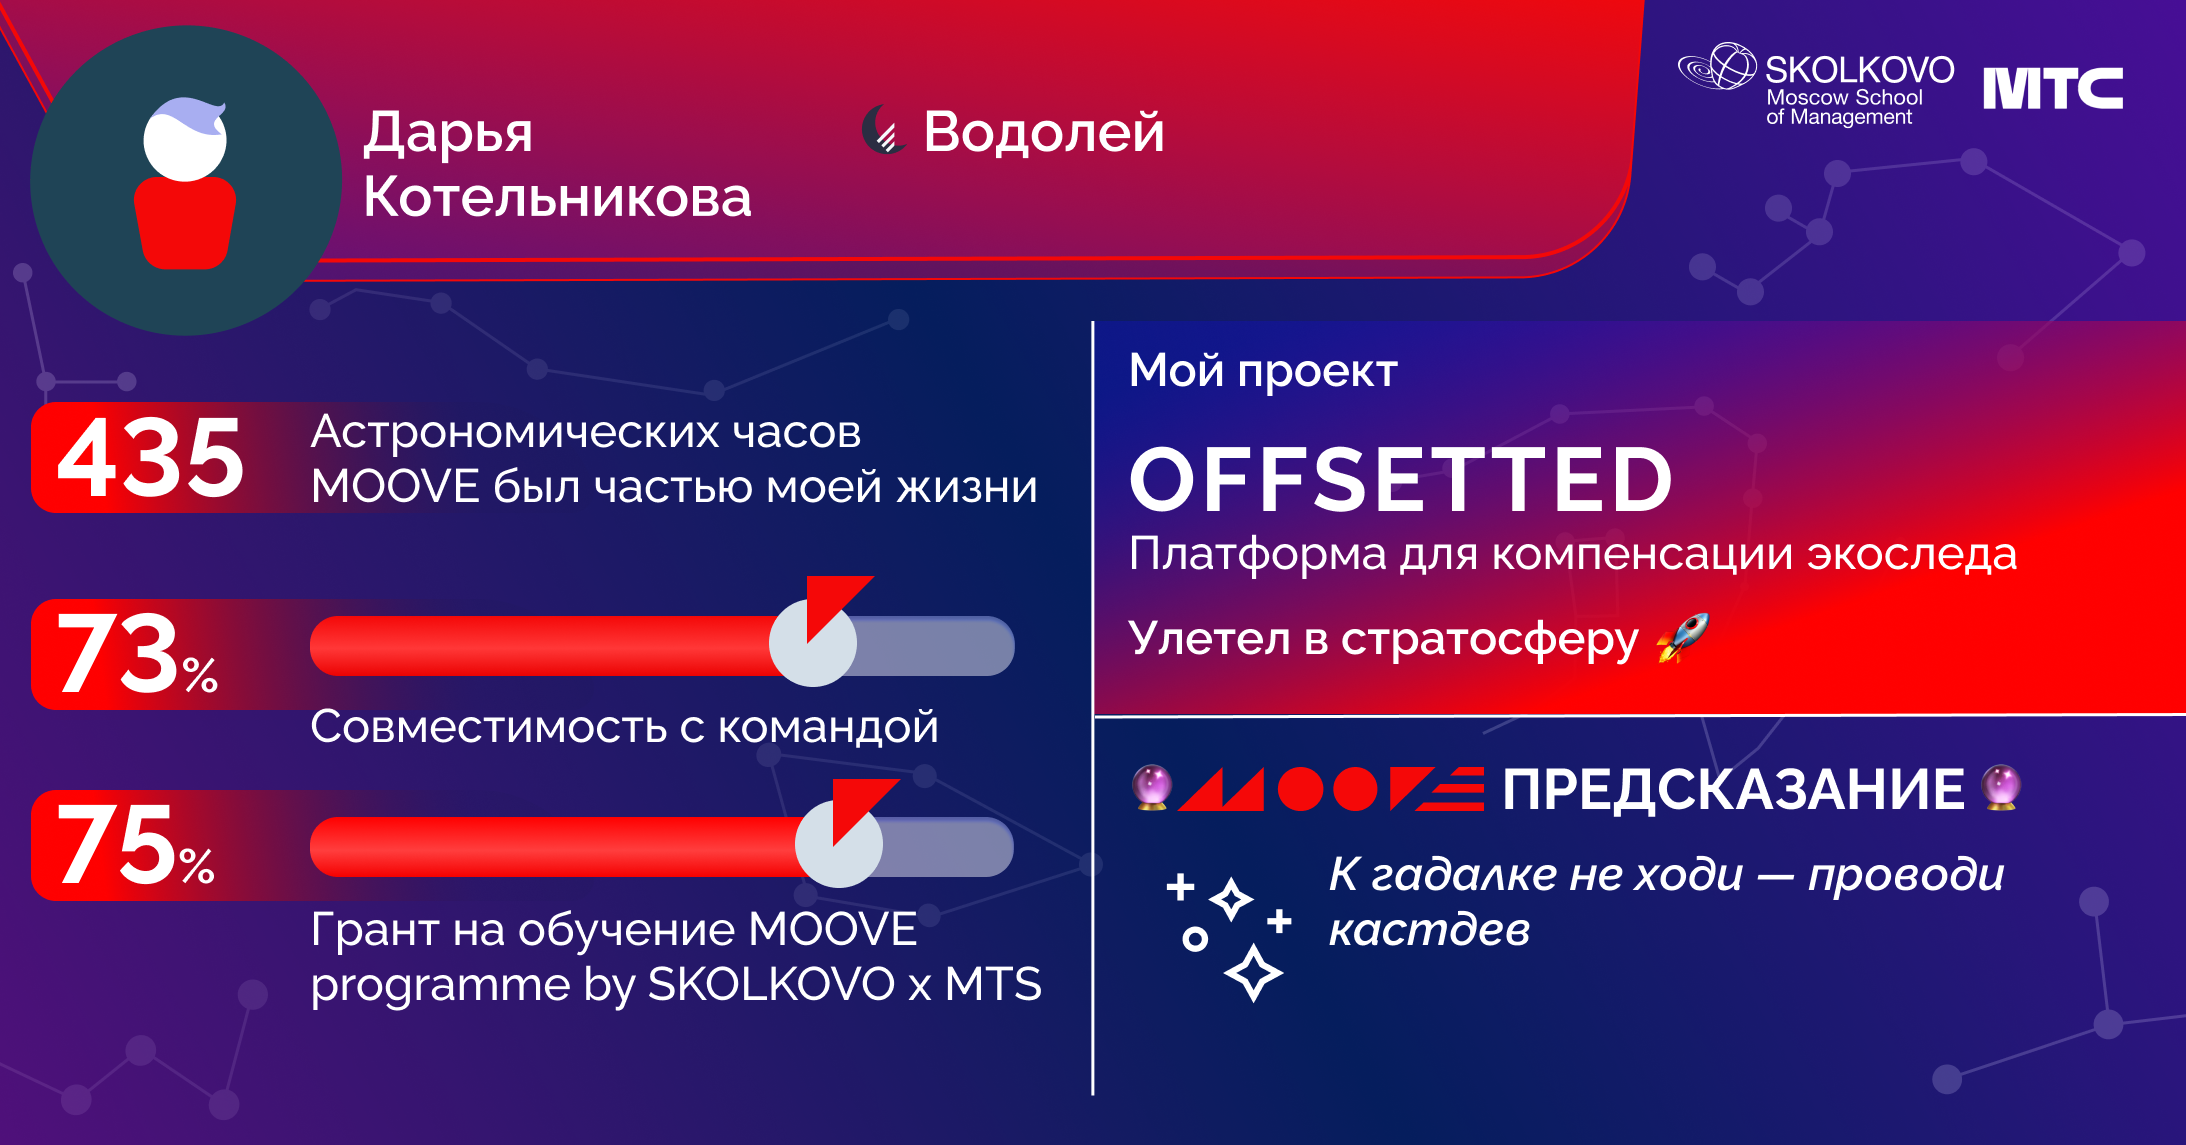 Дарья
Котельникова
Водолей
SKOLKOVO
Moscow School
of Management
МТС
435
Астрономических часов
MOOVE был частью моей жизни
73%
Совместимость с командой
75%
Грант на обучение MOOVE
programme by SKOLKOVO x MTS
Мой проект
OFFSETTED
Платформа для компенсации экоследа
Улетел в стратосферу 🚀
🔮 MOOVE ПРЕДСКАЗАНИЕ 🔮
К гадалке не ходи — проводи
кастдев